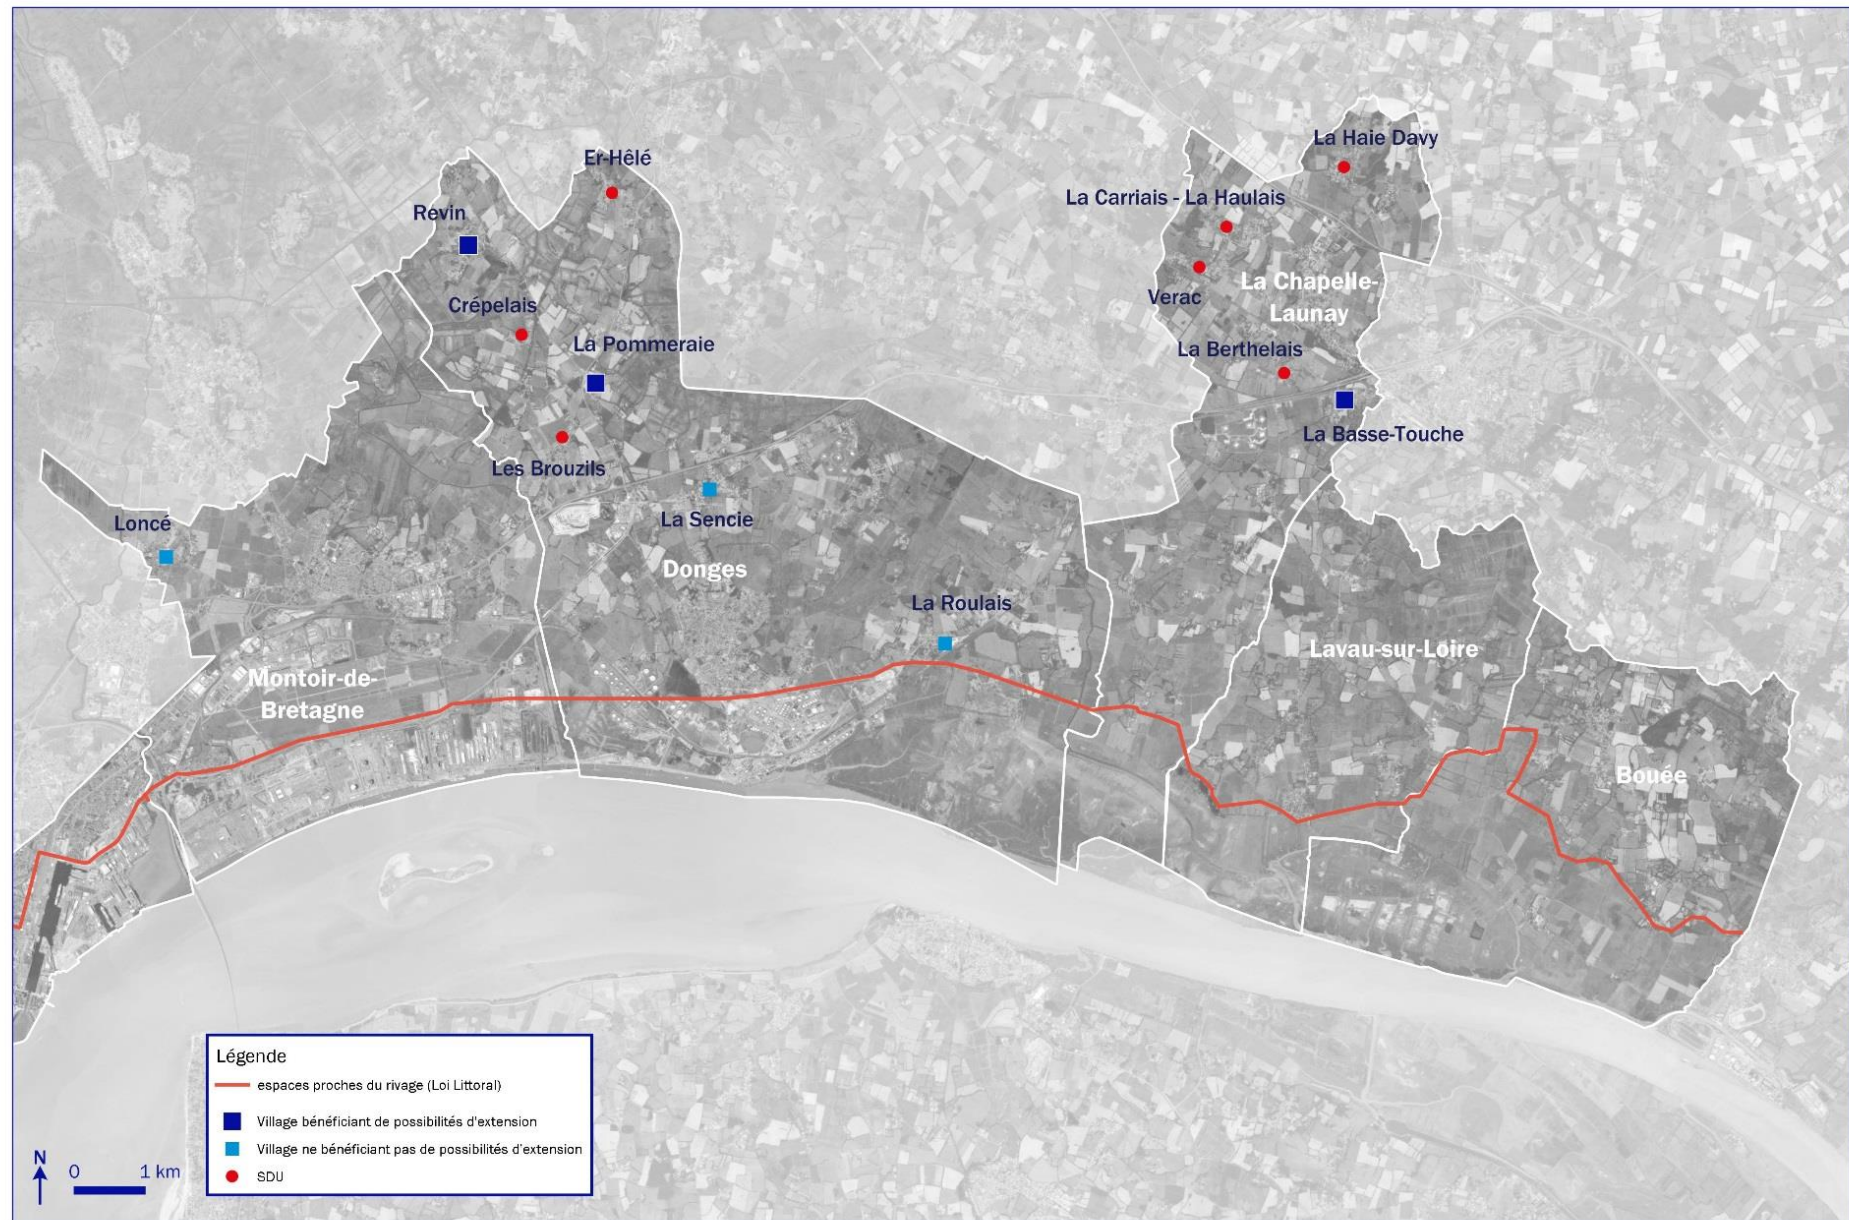 La Haie Davy
Er-Hêlé
La Carriais - La Haulais
Revin
La Chapelle-
Launay
Verac
Crépelais
La Pommeraie
La Berthelais
La Basse-Touche
Les Brouzils
La Sencie
Loncé
Donges
La Roulais
Lavau-sur-Loire
Montoir-de-
Bretagne
Bouée
Légende
espaces proches du rivage (Loi Littoral)
Village bénéficiant de possibilités d'extension
Village ne bénéficiant pas de possibilités d'extension
SDU
N
0 1 km